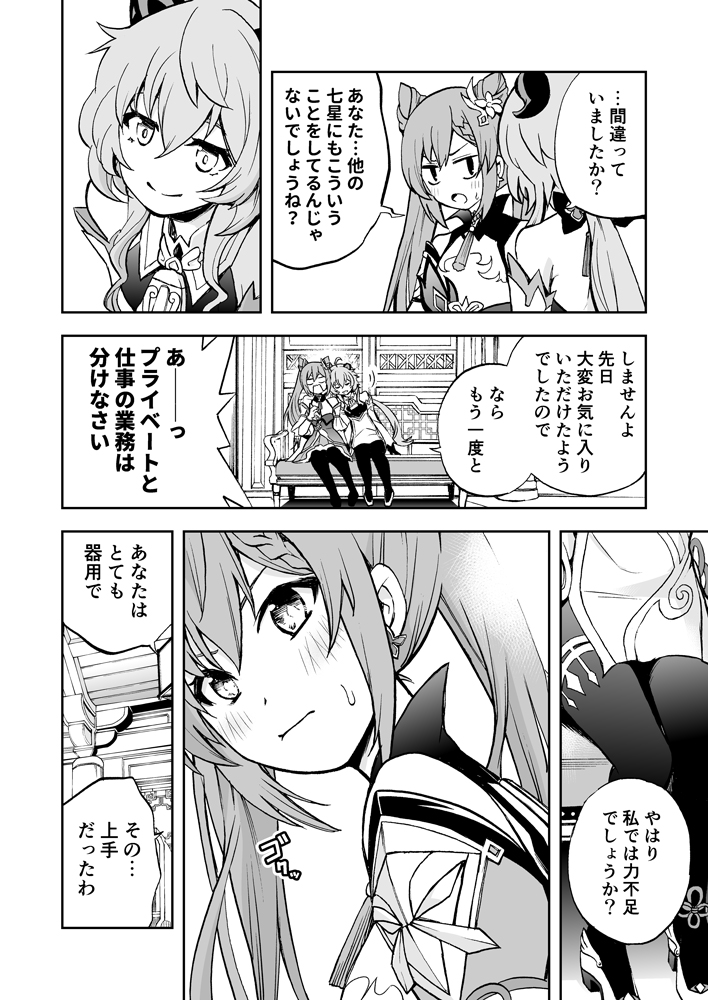 …間違って
いましたか？
あなた…他の
七星にもこういう
ことをしてるんじゃ
ないでしょうね？
しませんよ
先日
大変お気に入り
いただけたよう
でしたので
なら
もう一度と
あ──っ
プライベートと
仕事の業務は
分けなさい
やはり
私では力不足
でしょうか？
ゴクッ
あなたは
とても
器用で
その…
上手
だったわ